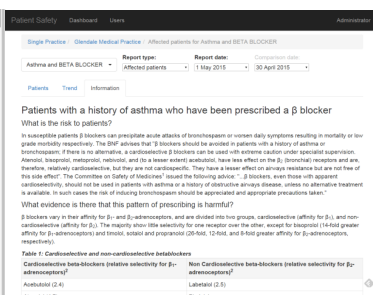 Patient Safety Dashboard Users Administrator
Single Practice / Glendale Medical Practice / Affected patients for Asthma and BETA BLOCKER
Report type: Report date: Comparison date:
Asthma and BETA BLOCKER Affected patients 1 May 2015 30 April 2015
Patients Trend Information
Patients with a history of asthma who have been prescribed a β blocker
What is the risk to patients?
In susceptible patients β blockers can precipitate acute attacks of bronchospasm or worsen daily symptoms resulting in mortality or low
grade morbidity respectively. The BNF advises that "β blockers should be avoided in patients with a history of asthma or
bronchospasm; if there is no alternative, a cardioselective β blockers can be used with extreme caution under specialist supervision.
Atenolol, bisoprolol, metoprolol, nebivolol, and (to a lesser extent) acebutolol, have less effect on the β2 (bronchial) receptors and are,
therefore, relatively cardioselective, but they are not cardiospecific. They have a lesser effect on airways resistance but are not free of
this side effect". The Committee on Safety of Medicines1 issued the following advice: "...β blockers, even those with apparent
cardioselectivity, should not be used in patients with asthma or a history of obstructive airways disease, unless no alternative treatment
is available. In such cases the risk of inducing bronchospasm should be appreciated and appropriate precautions taken."
What evidence is there that this pattern of prescribing is harmful?
β blockers vary in their affinity for β1- and β2-adrenoceptors, and are divided into two groups, cardioselective (affinity for β1), and non-
cardioselective (affinity for β2). The majority show little selectivity for one receptor over the other, except for bisoprolol (14-fold greater
affinity for β1-adrenoceptors) and timolol, sotalol and propranolol (26-fold, 12-fold, and 8-fold greater affinity for β2-adrenoceptors,
respectively).
Table 1: Cardioselective and non-cardioselective betablockers
Cardioselective beta-blockers (relative selectivity for β1-adrenoceptors)2 Non Cardioselective beta-blockers (relative selectivity for β2-adrenoceptors)2
Acebutolol (2.4) Labetalol (2.5)